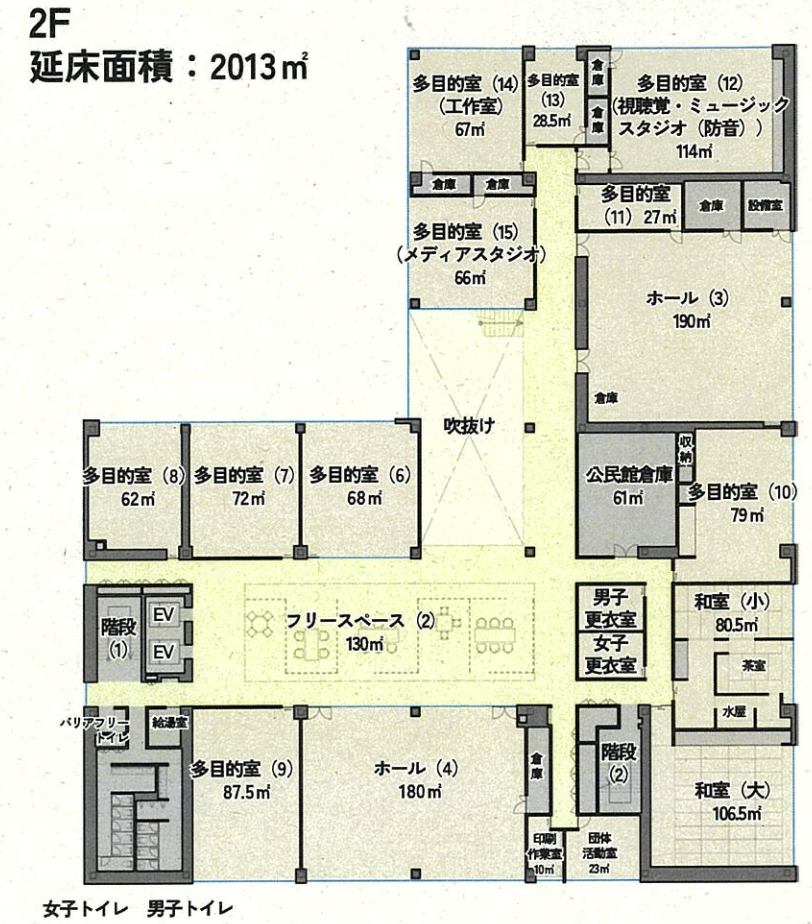 2F
延床面積：2013㎡
多目的室（14）
（工作室）
67㎡
多目的室
（13）
28.5㎡
倉庫
倉庫
多目的室（12）
（視聴覚・ミュージック
スタジオ（防音））
114㎡
倉庫
倉庫
多目的室
（11）27㎡
倉庫
設備室
多目的室（15）
（メディアスタジオ）
66㎡
ホール（3）
190㎡
倉庫
吹抜け
多目的室（8）
62㎡
多目的室（7）
72㎡
多目的室（6）
68㎡
公民館倉庫
61㎡
収納
多目的室（10）
79㎡
階段
（1）
EV
EV
フリースペース（2）
130㎡
男子
更衣室
女子
更衣室
和室（小）
80.5㎡
茶室
水屋
バリアフリー
トイレ
給湯室
多目的室（9）
87.5㎡
ホール（4）
180㎡
倉庫
階段
（2）
和室（大）
106.5㎡
印刷
作業室
10㎡
団体
活動室
23㎡
女子トイレ　男子トイレ